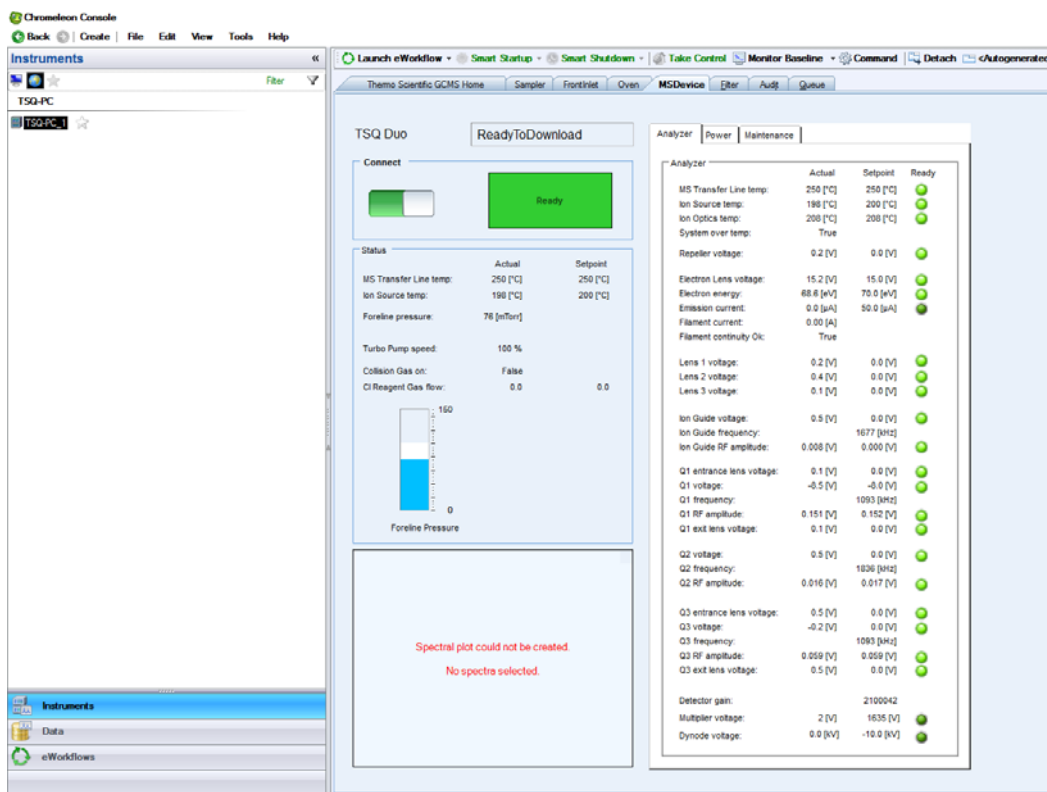 Chromeleon Console
Back Create File Edit View Tools Help
Instruments «
Filter
TSQ-PC
TSQ-PC_1
Instruments
Data
eWorkflows
Launch eWorkflow Smart Startup Smart Shutdown Take Control Monitor Baseline Command Detach <Autogenerated
Thermo Scientific GCMS Home Sampler FrontInlet Oven MSDevice Filter Audit Queue
TSQ Duo ReadyToDownload
Connect
Ready
Status
Actual Setpoint
MS Transfer Line temp: 250 [°C] 250 [°C]
Ion Source temp: 198 [°C] 200 [°C]
Foreline pressure: 76 [mTorr]
Turbo Pump speed: 100 %
Collision Gas on: False
CI Reagent Gas flow: 0.0 0.0
150
0
Foreline Pressure
Spectral plot could not be created.
No spectra selected.
Analyzer Power Maintenance
Analyzer
Actual Setpoint Ready
MS Transfer Line temp: 250 [°C] 250 [°C]
Ion Source temp: 198 [°C] 200 [°C]
Ion Optics temp: 208 [°C] 208 [°C]
System over temp: True
Repeller voltage: 0.2 [V] 0.0 [V]
Electron Lens voltage: 15.2 [V] 15.0 [V]
Electron energy: 68.6 [eV] 70.0 [eV]
Emission current: 0.0 [µA] 50.0 [µA]
Filament current: 0.00 [A]
Filament continuity Ok: True
Lens 1 voltage: 0.2 [V] 0.0 [V]
Lens 2 voltage: 0.4 [V] 0.0 [V]
Lens 3 voltage: 0.1 [V] 0.0 [V]
Ion Guide voltage: 0.5 [V] 0.0 [V]
Ion Guide frequency: 1677 [kHz]
Ion Guide RF amplitude: 0.008 [V] 0.000 [V]
Q1 entrance lens voltage: 0.1 [V] 0.0 [V]
Q1 voltage: -8.5 [V] -8.0 [V]
Q1 frequency: 1093 [kHz]
Q1 RF amplitude: 0.151 [V] 0.152 [V]
Q1 exit lens voltage: 0.1 [V] 0.0 [V]
Q2 voltage: 0.5 [V] 0.0 [V]
Q2 frequency: 1836 [kHz]
Q2 RF amplitude: 0.016 [V] 0.017 [V]
Q3 entrance lens voltage: 0.5 [V] 0.0 [V]
Q3 voltage: -0.2 [V] 0.0 [V]
Q3 frequency: 1093 [kHz]
Q3 RF amplitude: 0.059 [V] 0.059 [V]
Q3 exit lens voltage: 0.5 [V] 0.0 [V]
Detector gain: 2100042
Multiplier voltage: 2 [V] 1635 [V]
Dynode voltage: 0.0 [kV] -10.0 [kV]